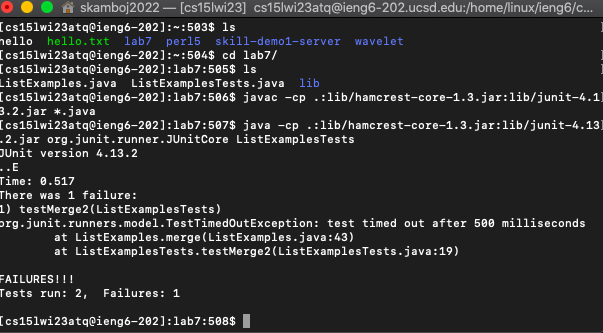 skamboj2022 — [cs15lwi23] cs15lwi23atq@ieng6-202.ucsd.edu:/home/linux/ieng6/c...
[cs15lwi23atq@ieng6-202]:~:503$ ls
hello hello.txt lab7 perl5 skill-demo1-server wavelet
[cs15lwi23atq@ieng6-202]:~:504$ cd lab7/
[cs15lwi23atq@ieng6-202]:lab7:505$ ls
ListExamples.java ListExamplesTests.java lib
[cs15lwi23atq@ieng6-202]:lab7:506$ javac -cp .:lib/hamcrest-core-1.3.jar:lib/junit-4.1
3.2.jar *.java
[cs15lwi23atq@ieng6-202]:lab7:507$ java -cp .:lib/hamcrest-core-1.3.jar:lib/junit-4.13
.2.jar org.junit.runner.JUnitCore ListExamplesTests
JUnit version 4.13.2
..E
Time: 0.517
There was 1 failure:
1) testMerge2(ListExamplesTests)
org.junit.runners.model.TestTimedOutException: test timed out after 500 milliseconds
at ListExamples.merge(ListExamples.java:43)
at ListExamplesTests.testMerge2(ListExamplesTests.java:19)
FAILURES!!!
Tests run: 2, Failures: 1
[cs15lwi23atq@ieng6-202]:lab7:508$